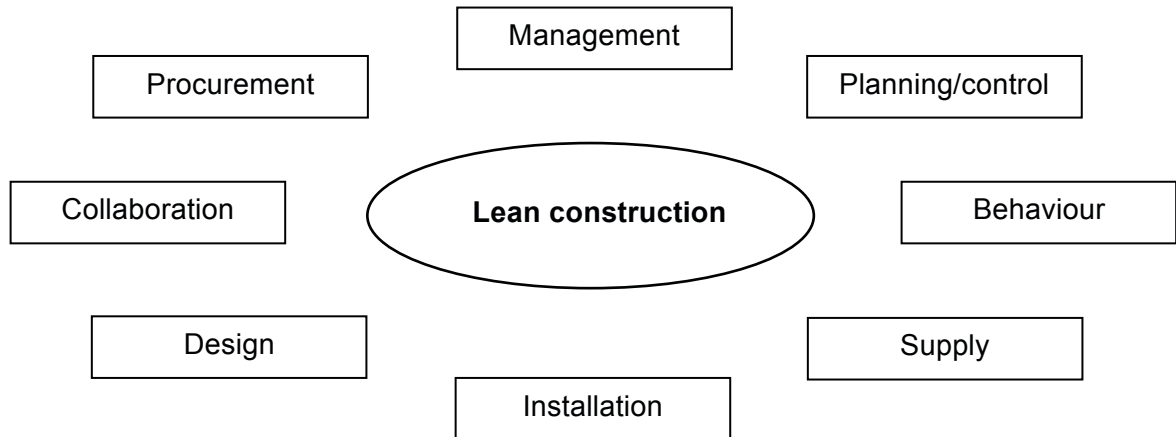 Management
Procurement
Planning/control
Collaboration
Lean construction
Behaviour
Design
Supply
Installation